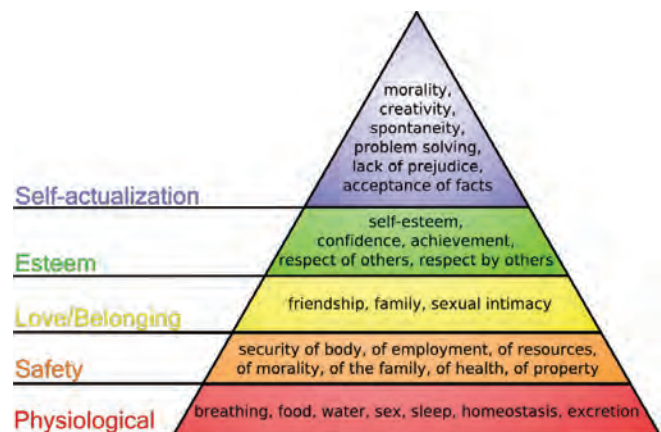 morality,
creativity,
spontaneity,
problem solving,
lack of prejudice,
acceptance of facts
Self-actualization
self-esteem,
confidence, achievement,
respect of others, respect by others
Esteem
friendship, family, sexual intimacy
Love/Belonging
security of body, of employment, of resources,
of morality, of the family, of health, of property
Safety
breathing, food, water, sex, sleep, homeostasis, excretion
Physiological